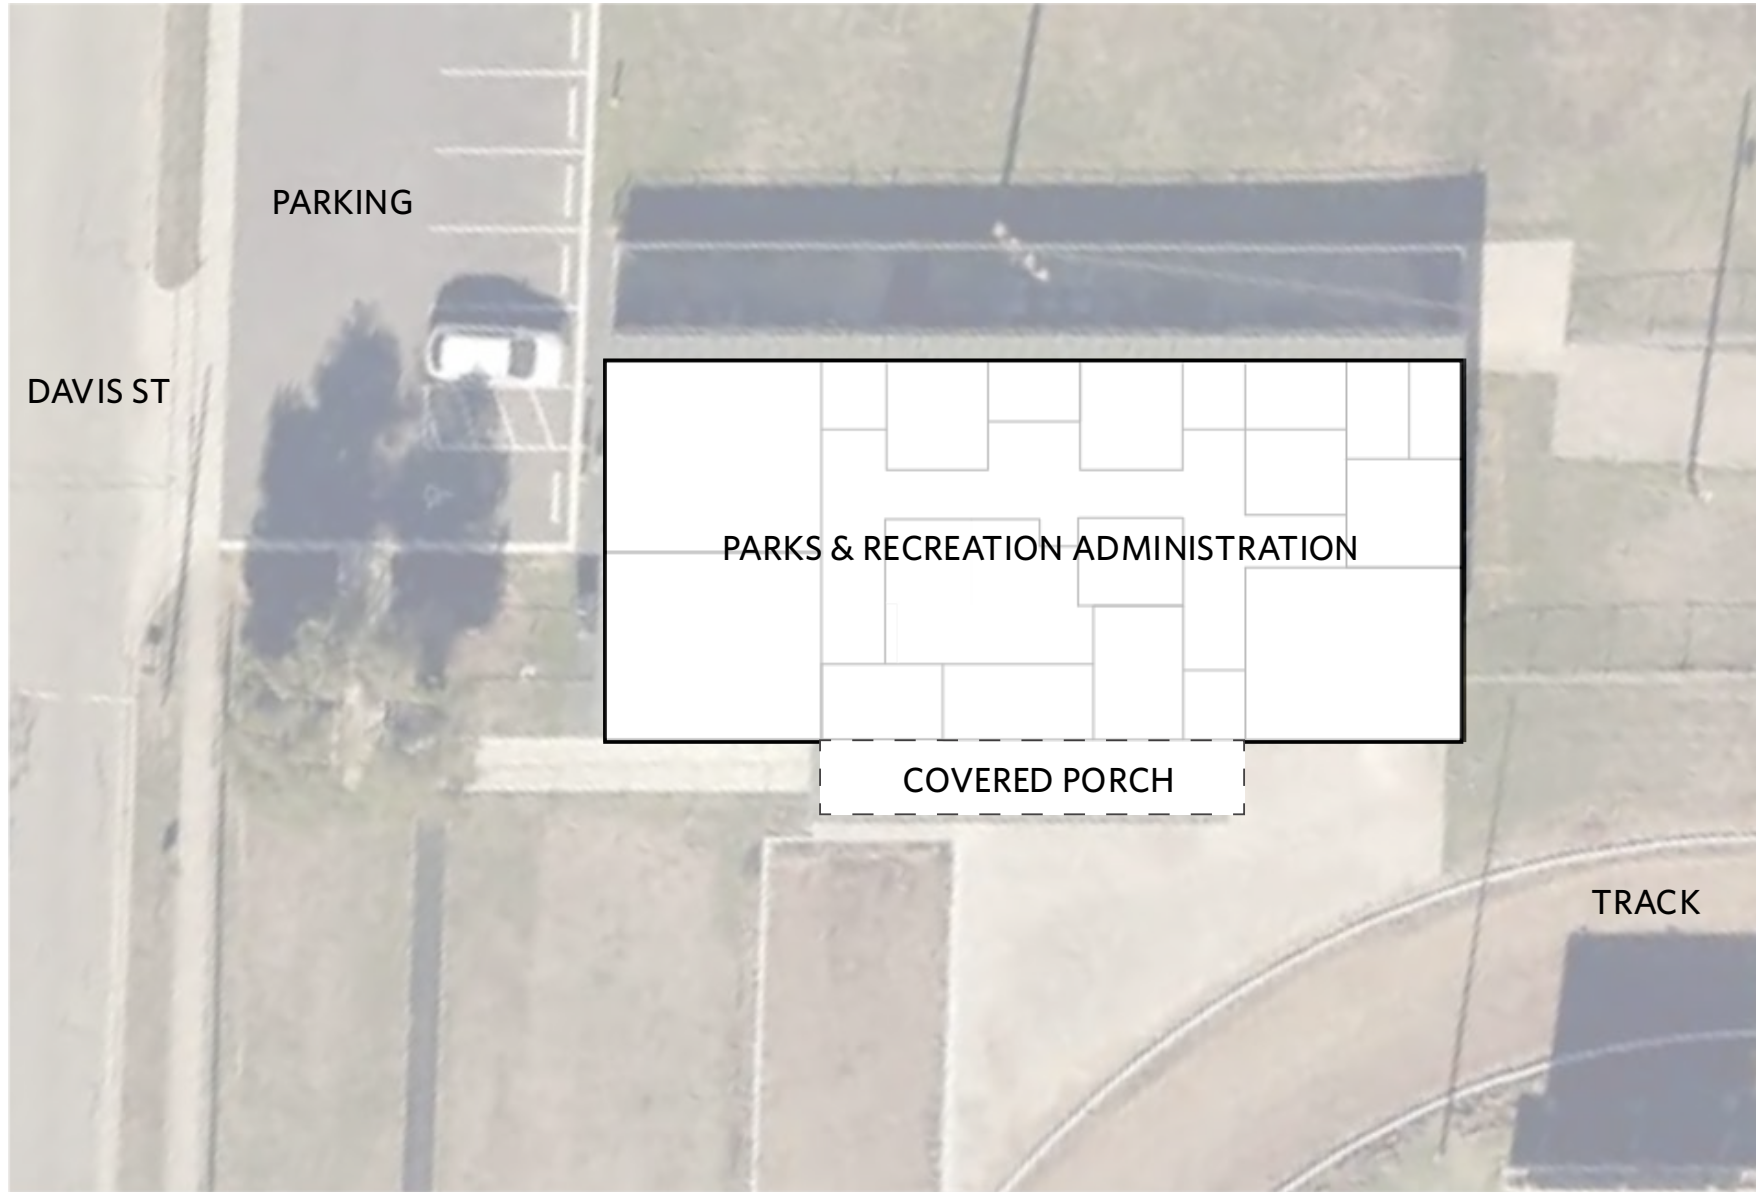 PARKING
DAVIS ST
PARKS & RECREATION ADMINISTRATION
COVERED PORCH
TRACK